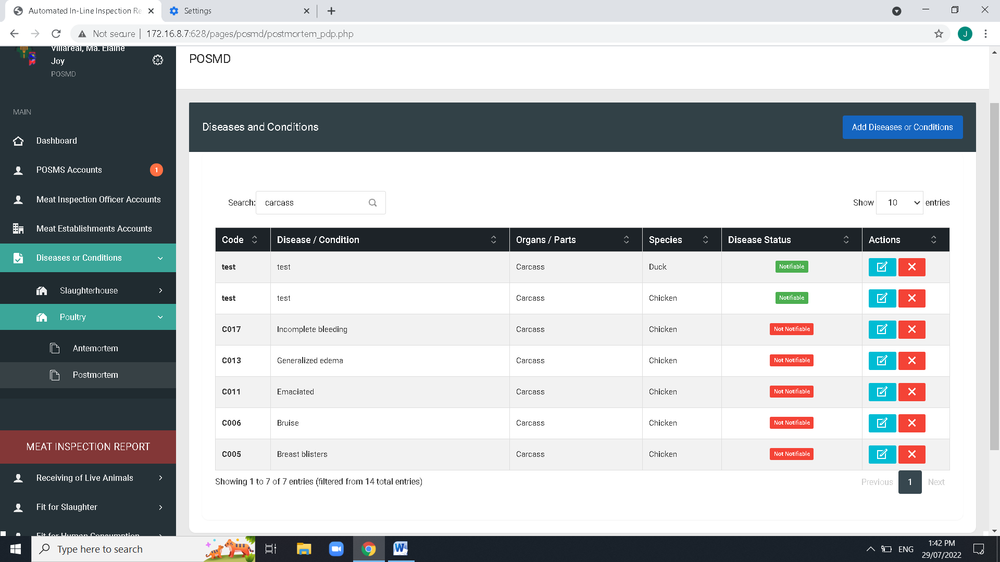 Automated In-Line Inspection Re
Settings
Not secure
172.16.8.7:628/pages/posmd/postmortem_pdp.php
J
Villareal, Ma. Elaine
Joy
POSMD
MAIN
Dashboard
POSMS Accounts
1
Meat Inspection Officer Accounts
Meat Establishments Accounts
Diseases or Conditions
Slaughterhouse
Poultry
Antemortem
Postmortem
MEAT INSPECTION REPORT
Receiving of Live Animals
Fit for Slaughter
Fit for Human Consumption
POSMD
Diseases and Conditions
Add Diseases or Conditions
Search: carcass
Show 10 entries
Code Disease / Condition Organs / Parts Species Disease Status Actions
test test Carcass Duck Notifiable
test test Carcass Chicken Notifiable
C017 Incomplete bleeding Carcass Chicken Not Notifiable
C013 Generalized edema Carcass Chicken Not Notifiable
C011 Emaciated Carcass Chicken Not Notifiable
C006 Bruise Carcass Chicken Not Notifiable
C005 Breast blisters Carcass Chicken Not Notifiable
Showing 1 to 7 of 7 entries (filtered from 14 total entries)
Previous 1 Next
Type here to search
ENG
1:42 PM
29/07/2022